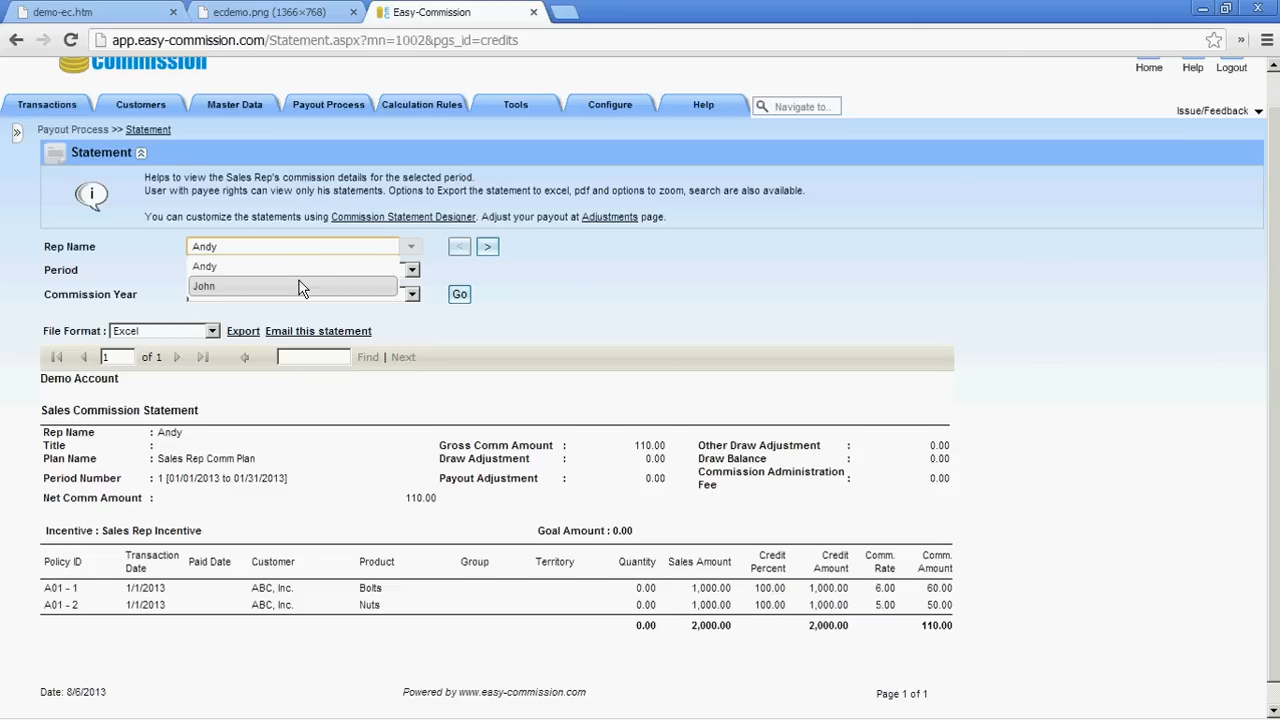 demo-ec.htm × ecdemo.png (1366×768) × Easy-Commission ×
app.easy-commission.com/Statement.aspx?mn=1002&pgs_id=credits
Commission
Home Help Logout
Transactions Customers Master Data Payout Process Calculation Rules Tools Configure Help Navigate to..
Issue/Feedback
Payout Process >> Statement
Statement
Helps to view the Sales Rep's commission details for the selected period.
User with payee rights can view only his statements. Options to Export the statement to excel, pdf and options to zoom, search are also available.
You can customize the statements using Commission Statement Designer. Adjust your payout at Adjustments page.
Rep Name Andy < >
Andy
Period
John
Commission Year Go
File Format : Excel Export Email this statement
1 of 1 Find | Next
Demo Account
Sales Commission Statement
Rep Name : Andy
Title : Gross Comm Amount : 110.00 Other Draw Adjustment : 0.00
Plan Name : Sales Rep Comm Plan Draw Adjustment : 0.00 Draw Balance : 0.00
Period Number : 1 [01/01/2013 to 01/31/2013] Payout Adjustment : 0.00 Commission Administration Fee : 0.00
Net Comm Amount : 110.00
Incentive : Sales Rep Incentive Goal Amount : 0.00
Policy ID Transaction Date Paid Date Customer Product Group Territory Quantity Sales Amount Credit Percent Credit Amount Comm. Rate Comm. Amount
A01 - 1 1/1/2013 ABC, Inc. Bolts 0.00 1,000.00 100.00 1,000.00 6.00 60.00
A01 - 2 1/1/2013 ABC, Inc. Nuts 0.00 1,000.00 100.00 1,000.00 5.00 50.00
0.00 2,000.00 2,000.00 110.00
Date: 8/6/2013 Powered by www.easy-commission.com Page 1 of 1